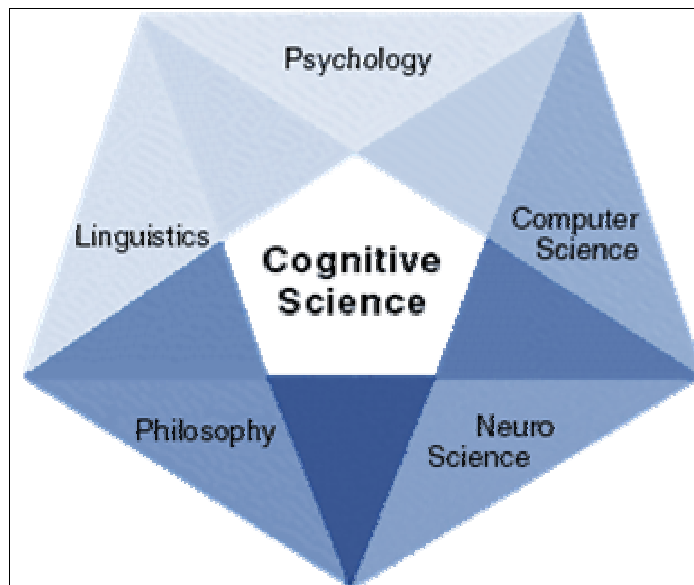 Psychology
Linguistics
Computer
Science
Cognitive
Science
Philosophy
Neuro
Science